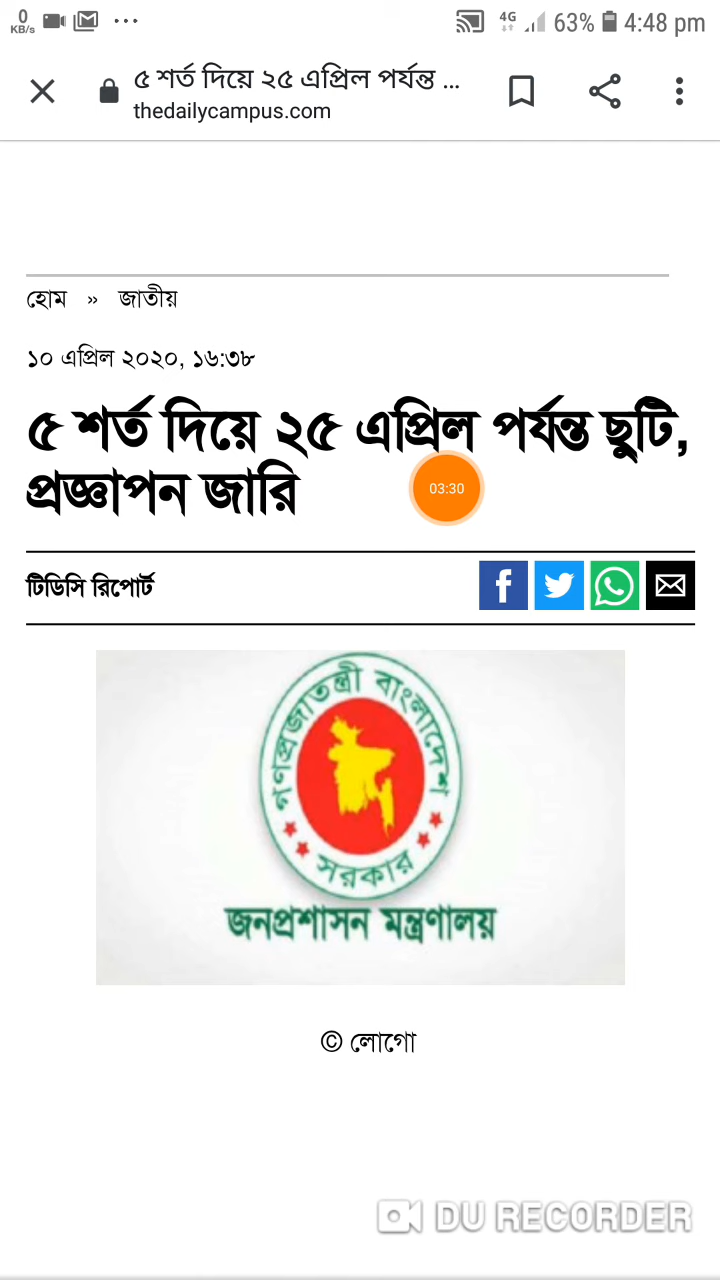 0
KB/s
4G
63%
4:48 pm
৫ শর্ত দিয়ে ২৫ এপ্রিল পর্যন্ত ...
thedailycampus.com
হোম » জাতীয়
১০ এপ্রিল ২০২০, ১৬:৩৮
৫ শর্ত দিয়ে ২৫ এপ্রিল পর্যন্ত ছুটি,
প্রজ্ঞাপন জারি
03:30
টিডিসি রিপোর্ট
গণপ্রজাতন্ত্রী বাংলাদেশ
সরকার
জনপ্রশাসন মন্ত্রণালয়
© লোগো
DU RECORDER